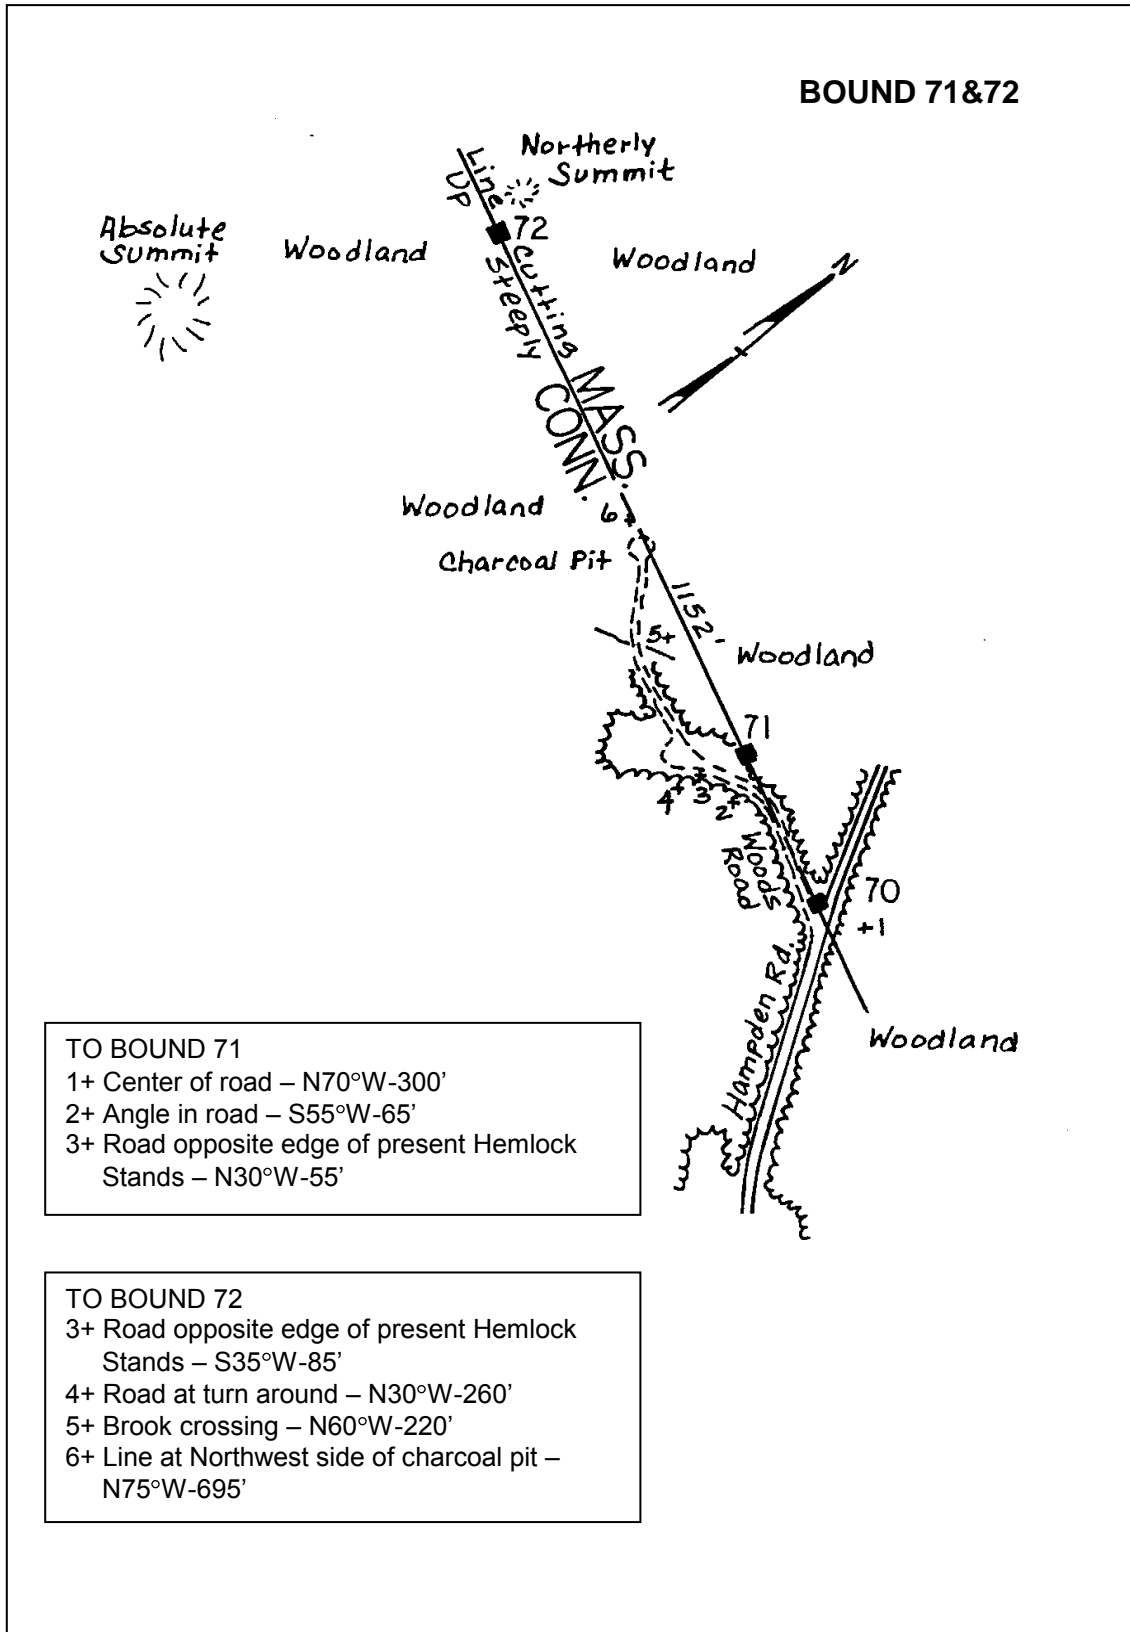 BOUND 71&72
Northerly
Summit
Line
UP
Absolute
Summit
Woodland
72
Woodland
N
Cutting
Steeply
MASS.
CONN.
Woodland
6+
Charcoal Pit
1152'
5+
Woodland
71
4+
3
2+
Woods
Road
70
+1
Hampden Rd.
Woodland
TO BOUND 71
1+ Center of road – N70°W-300’
2+ Angle in road – S55°W-65’
3+ Road opposite edge of present Hemlock
Stands – N30°W-55’
TO BOUND 72
3+ Road opposite edge of present Hemlock
Stands – S35°W-85’
4+ Road at turn around – N30°W-260’
5+ Brook crossing – N60°W-220’
6+ Line at Northwest side of charcoal pit –
N75°W-695’